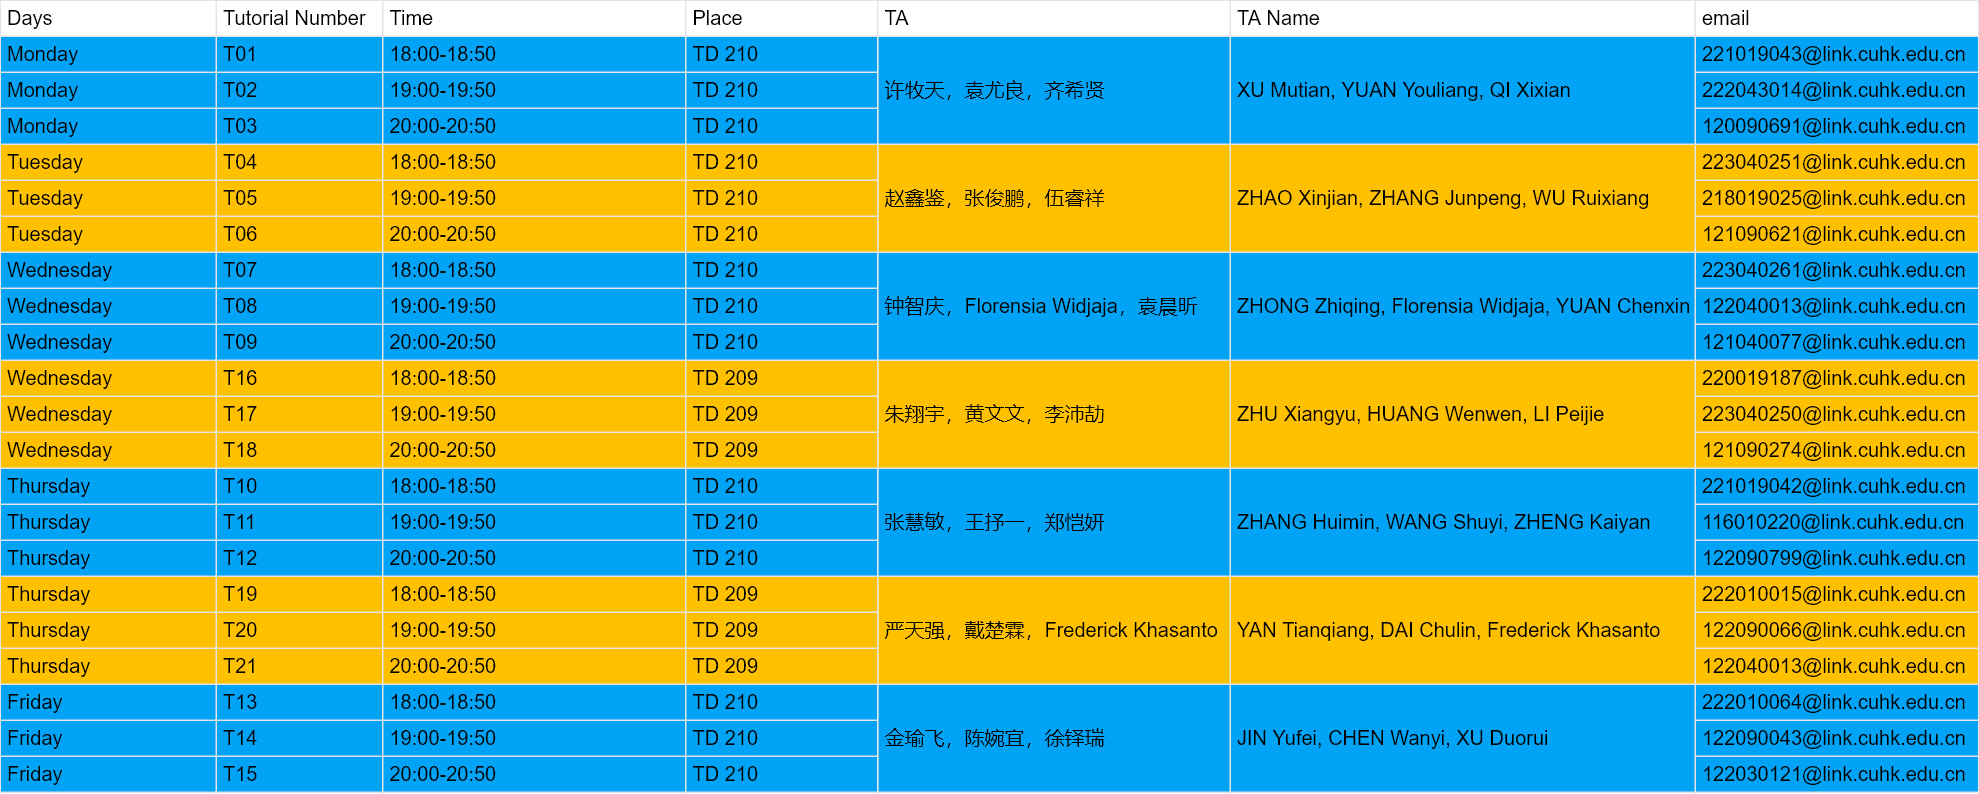 Days Tutorial Number Time Place TA TA Name email
Monday T01 18:00-18:50 TD 210 221019043@link.cuhk.edu.cn
Monday T02 19:00-19:50 TD 210 许牧天，袁尤良，齐希贤 XU Mutian, YUAN Youliang, QI Xixian 222043014@link.cuhk.edu.cn
Monday T03 20:00-20:50 TD 210 120090691@link.cuhk.edu.cn
Tuesday T04 18:00-18:50 TD 210 223040251@link.cuhk.edu.cn
Tuesday T05 19:00-19:50 TD 210 赵鑫鉴，张俊鹏，伍睿祥 ZHAO Xinjian, ZHANG Junpeng, WU Ruixiang 218019025@link.cuhk.edu.cn
Tuesday T06 20:00-20:50 TD 210 121090621@link.cuhk.edu.cn
Wednesday T07 18:00-18:50 TD 210 223040261@link.cuhk.edu.cn
Wednesday T08 19:00-19:50 TD 210 钟智庆，Florensia Widjaja，袁晨昕 ZHONG Zhiqing, Florensia Widjaja, YUAN Chenxin 122040013@link.cuhk.edu.cn
Wednesday T09 20:00-20:50 TD 210 121040077@link.cuhk.edu.cn
Wednesday T16 18:00-18:50 TD 209 220019187@link.cuhk.edu.cn
Wednesday T17 19:00-19:50 TD 209 朱翔宇，黄文文，李沛劼 ZHU Xiangyu, HUANG Wenwen, LI Peijie 223040250@link.cuhk.edu.cn
Wednesday T18 20:00-20:50 TD 209 121090274@link.cuhk.edu.cn
Thursday T10 18:00-18:50 TD 210 221019042@link.cuhk.edu.cn
Thursday T11 19:00-19:50 TD 210 张慧敏，王抒一，郑恺妍 ZHANG Huimin, WANG Shuyi, ZHENG Kaiyan 116010220@link.cuhk.edu.cn
Thursday T12 20:00-20:50 TD 210 122090799@link.cuhk.edu.cn
Thursday T19 18:00-18:50 TD 209 222010015@link.cuhk.edu.cn
Thursday T20 19:00-19:50 TD 209 严天强，戴楚霖，Frederick Khasanto YAN Tianqiang, DAI Chulin, Frederick Khasanto 122090066@link.cuhk.edu.cn
Thursday T21 20:00-20:50 TD 209 122040013@link.cuhk.edu.cn
Friday T13 18:00-18:50 TD 210 222010064@link.cuhk.edu.cn
Friday T14 19:00-19:50 TD 210 金瑜飞，陈婉宜，徐铎瑞 JIN Yufei, CHEN Wanyi, XU Duorui 122090043@link.cuhk.edu.cn
Friday T15 20:00-20:50 TD 210 122030121@link.cuhk.edu.cn